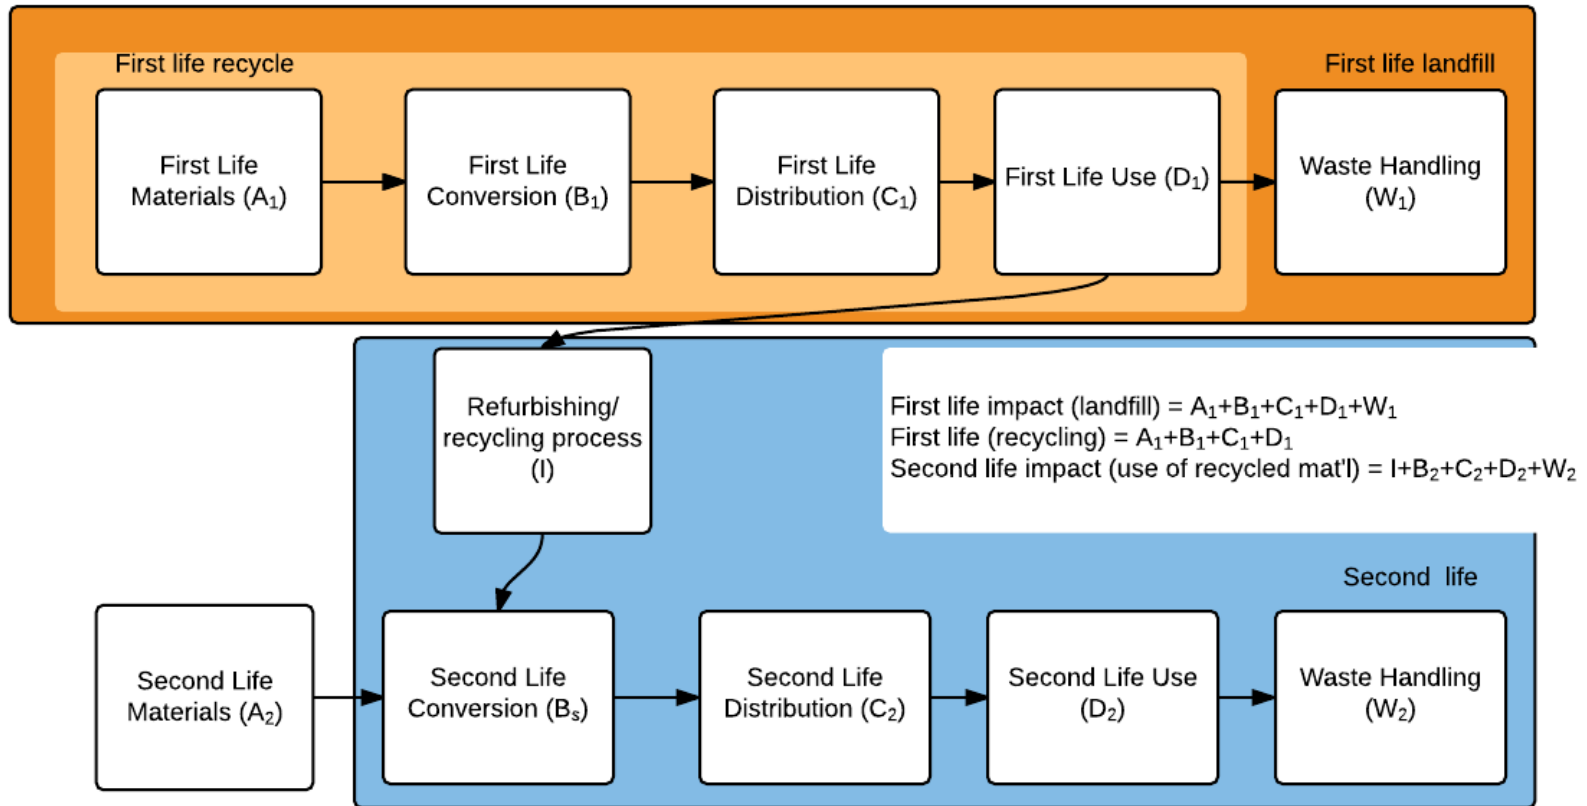 First life recycle
First life landfill
First Life
Materials (A₁)
First Life
Conversion (B₁)
First Life
Distribution (C₁)
First Life Use (D₁)
Waste Handling
(W₁)
Refurbishing/
recycling process
(I)
First life impact (landfill) = A₁+B₁+C₁+D₁+W₁
First life (recycling) = A₁+B₁+C₁+D₁
Second life impact (use of recycled mat'l) = I+B₂+C₂+D₂+W₂
Second life
Second Life
Materials (A₂)
Second Life
Conversion (Bₛ)
Second Life
Distribution (C₂)
Second Life Use
(D₂)
Waste Handling
(W₂)